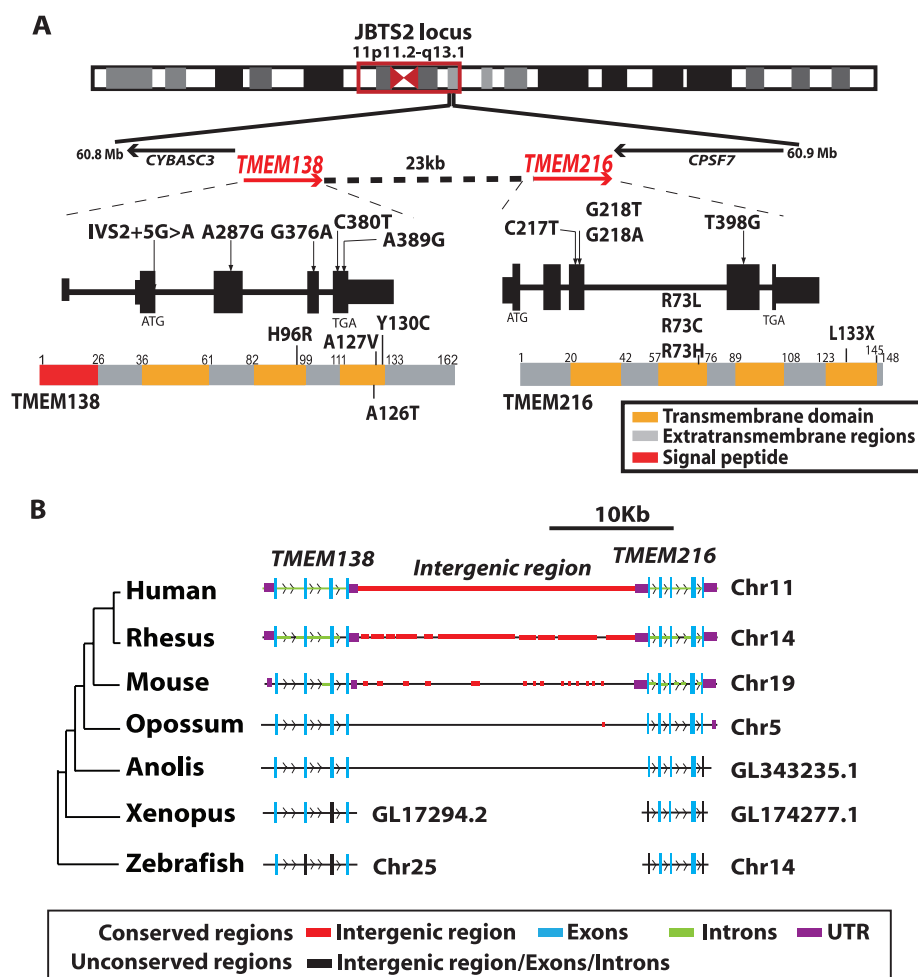 A
JBTS2 locus
11p11.2-q13.1
60.8 Mb
CYBASC3
TMEM138
23kb
TMEM216
CPSF7
60.9 Mb
IVS2+5G>A A287G G376A C380T
A389G
C217T
G218T
G218A
T398G
ATG
TGA
ATG
TGA
H96R
A127V
Y130C
R73L
R73C
R73H
L133X
1 26 36 61 82 99 111 133 162
1 20 42 57 76 89 108 123 145 148
TMEM138
A126T
TMEM216
Transmembrane domain
Extratransmembrane regions
Signal peptide
B
10Kb
TMEM138 Intergenic region TMEM216
Human Chr11
Rhesus Chr14
Mouse Chr19
Opossum Chr5
Anolis GL343235.1
Xenopus GL17294.2 GL174277.1
Zebrafish Chr25 Chr14
Conserved regions Intergenic region Exons Introns UTR
Unconserved regions Intergenic region/Exons/Introns